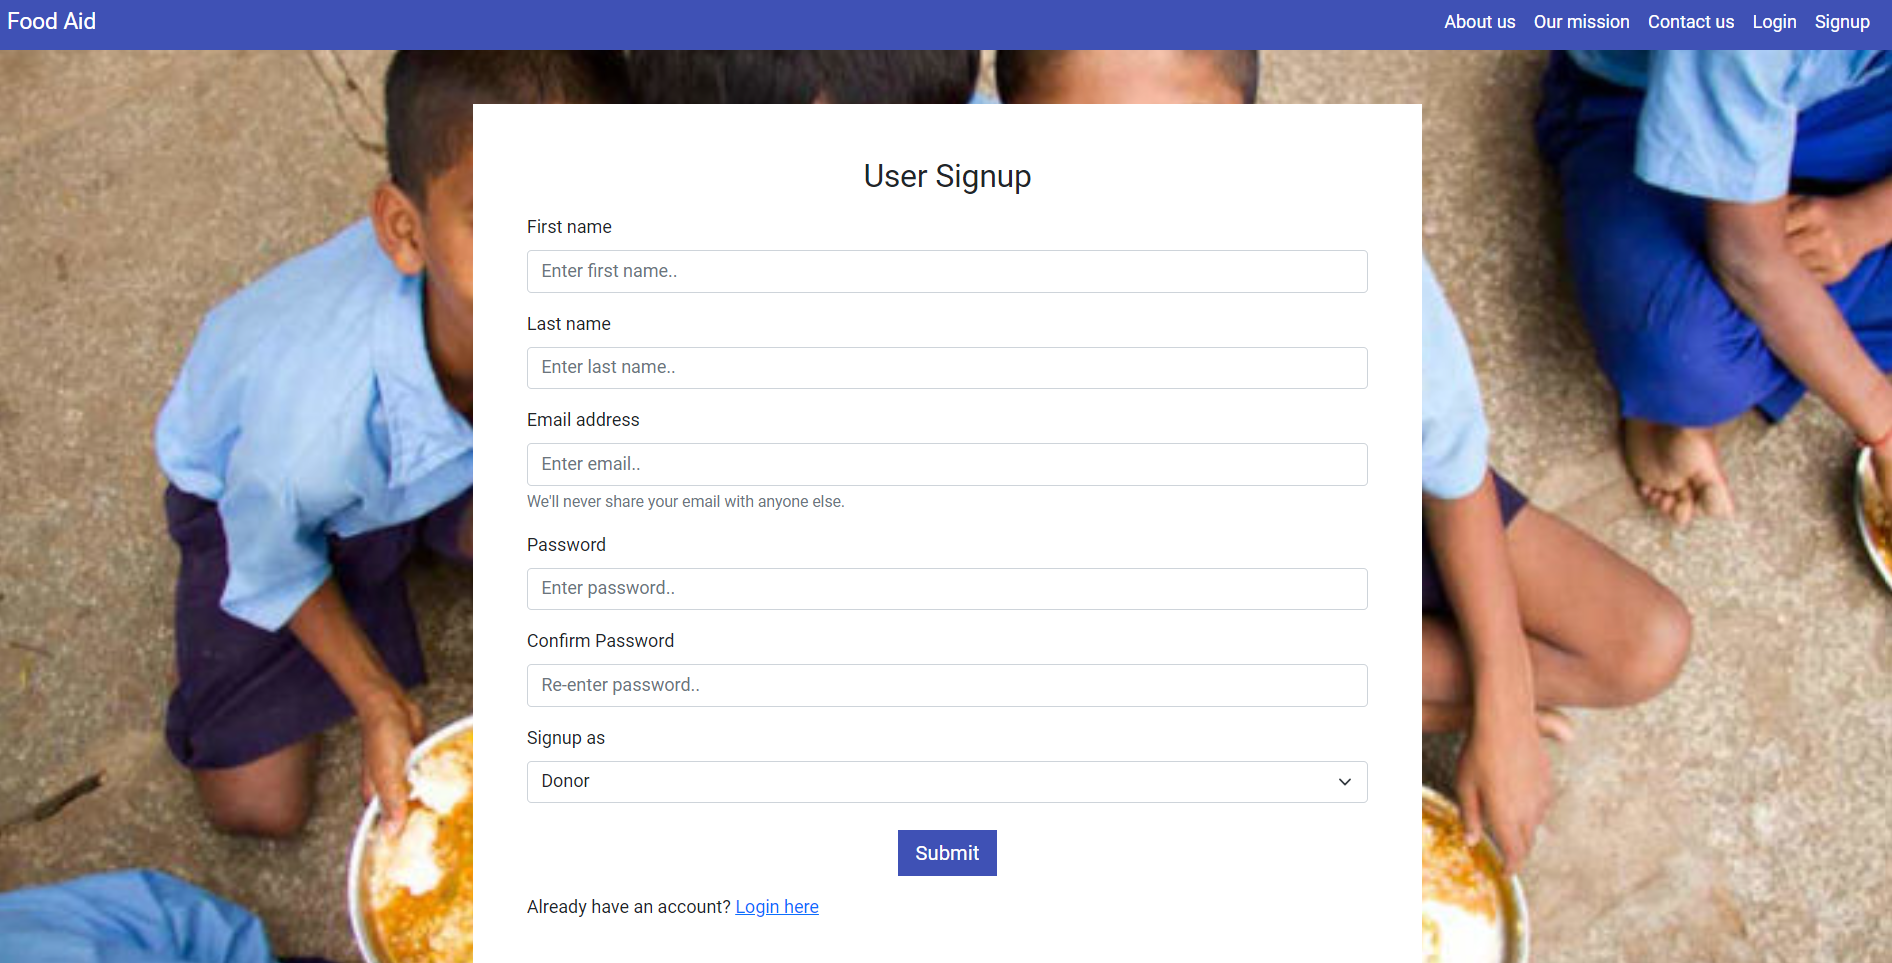 Food Aid
About us Our mission Contact us Login Signup
User Signup
First name
Enter first name..
Last name
Enter last name..
Email address
Enter email..
We'll never share your email with anyone else.
Password
Enter password..
Confirm Password
Re-enter password..
Signup as
Donor
Submit
Already have an account? Login here